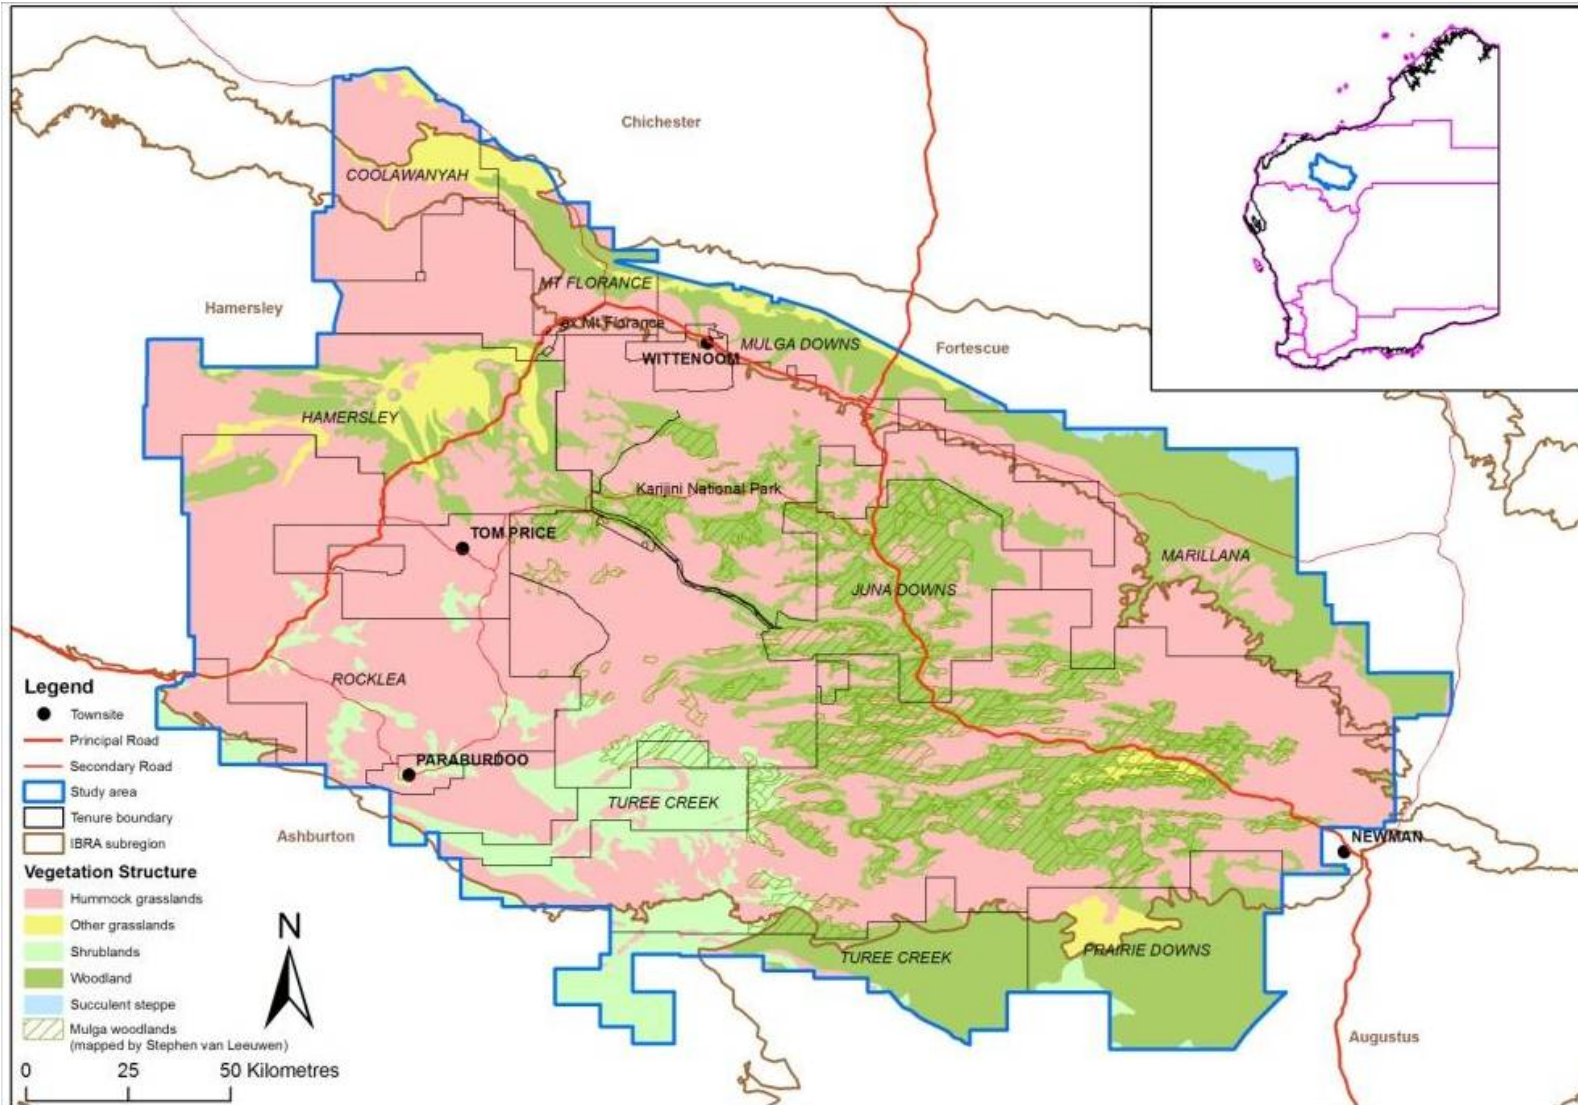 Chichester
COOLAWANYAH
MT FLORANCE
Hamersley
ex Mt Florance
WITTENOOM
MULGA DOWNS
Fortescue
HAMERSLEY
Karijini National Park
TOM PRICE
MARILLANA
JUNA DOWNS
ROCKLEA
PARABURDOO
TUREE CREEK
Ashburton
NEWMAN
TUREE CREEK
PRAIRIE DOWNS
Augustus
Legend
Townsite
Principal Road
Secondary Road
Study area
Tenure boundary
IBRA subregion
Vegetation Structure
Hummock grasslands
Other grasslands
Shrublands
Woodland
Succulent steppe
Mulga woodlands
(mapped by Stephen van Leeuwen)
N
0 25 50 Kilometres